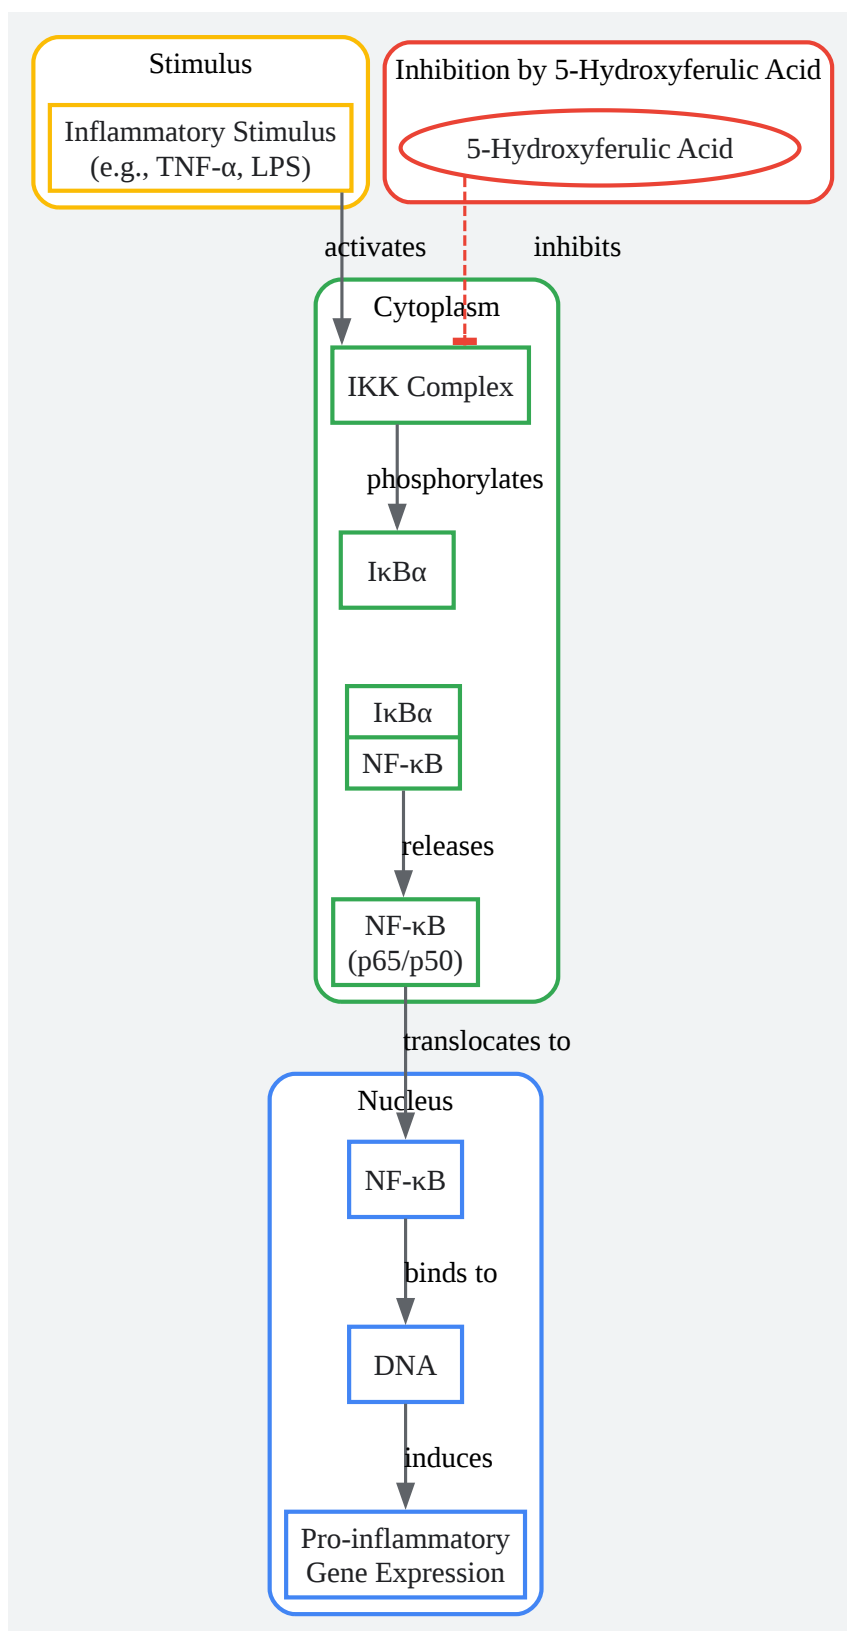 Stimulus
Inflammatory Stimulus
(e.g., TNF-α, LPS)
Inhibition by 5-Hydroxyferulic Acid
5-Hydroxyferulic Acid
activates
inhibits
Cytoplasm
IKK Complex
phosphorylates
IκBα
IκBα
NF-κB
releases
NF-κB
(p65/p50)
translocates to
Nucleus
NF-κB
binds to
DNA
induces
Pro-inflammatory
Gene Expression